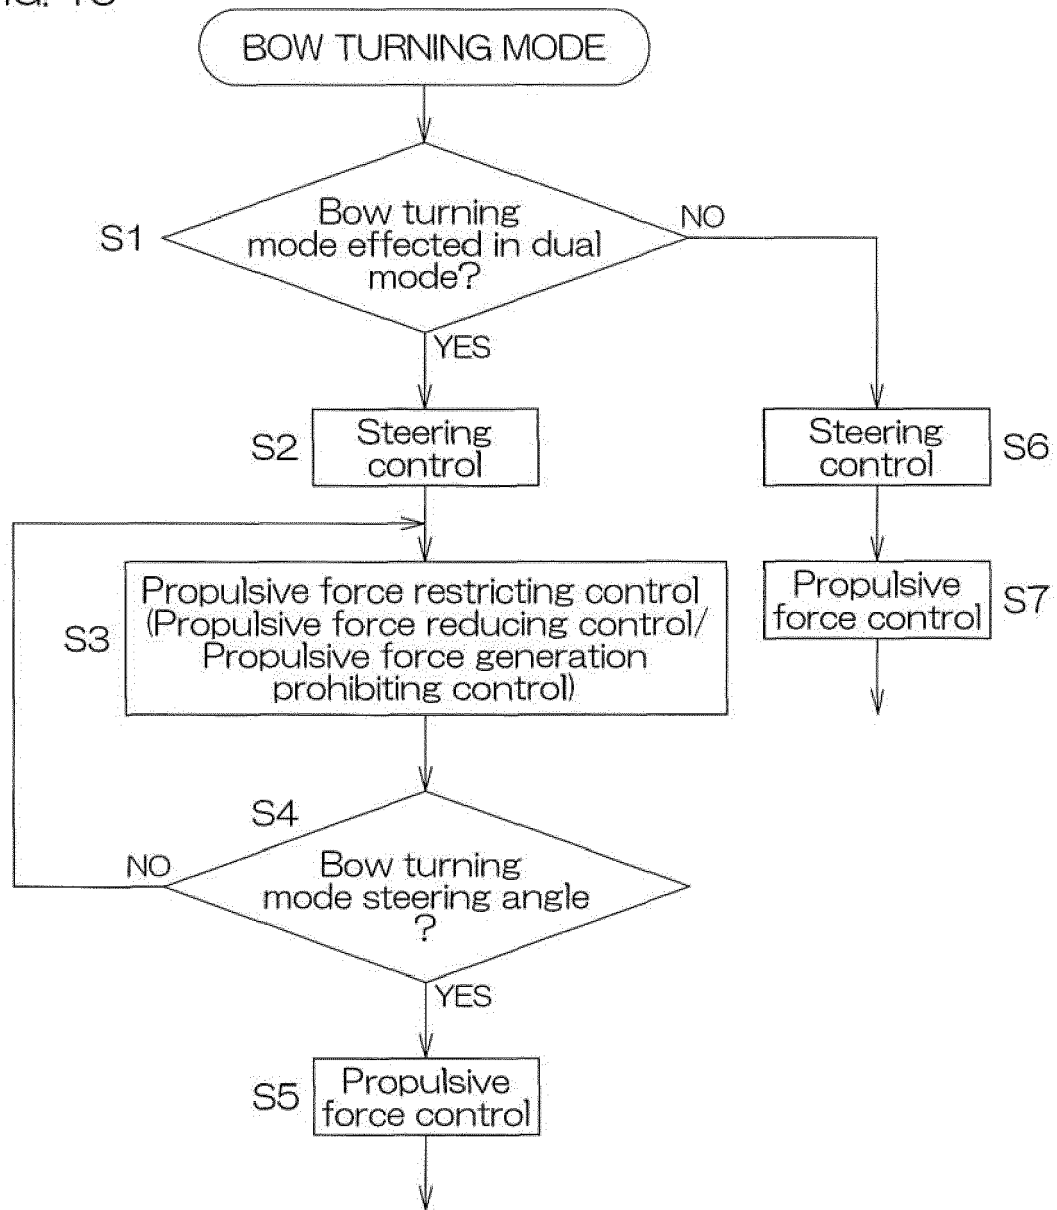 BOW TURNING MODE
S1
Bow turning
mode effected in dual
mode?
NO
YES
S2
Steering
control
Steering
control
S6
S3
Propulsive force restricting control
(Propulsive force reducing control/
Propulsive force generation
prohibiting control)
Propulsive
force control
S7
S4
NO
Bow turning
mode steering angle
?
YES
S5
Propulsive
force control